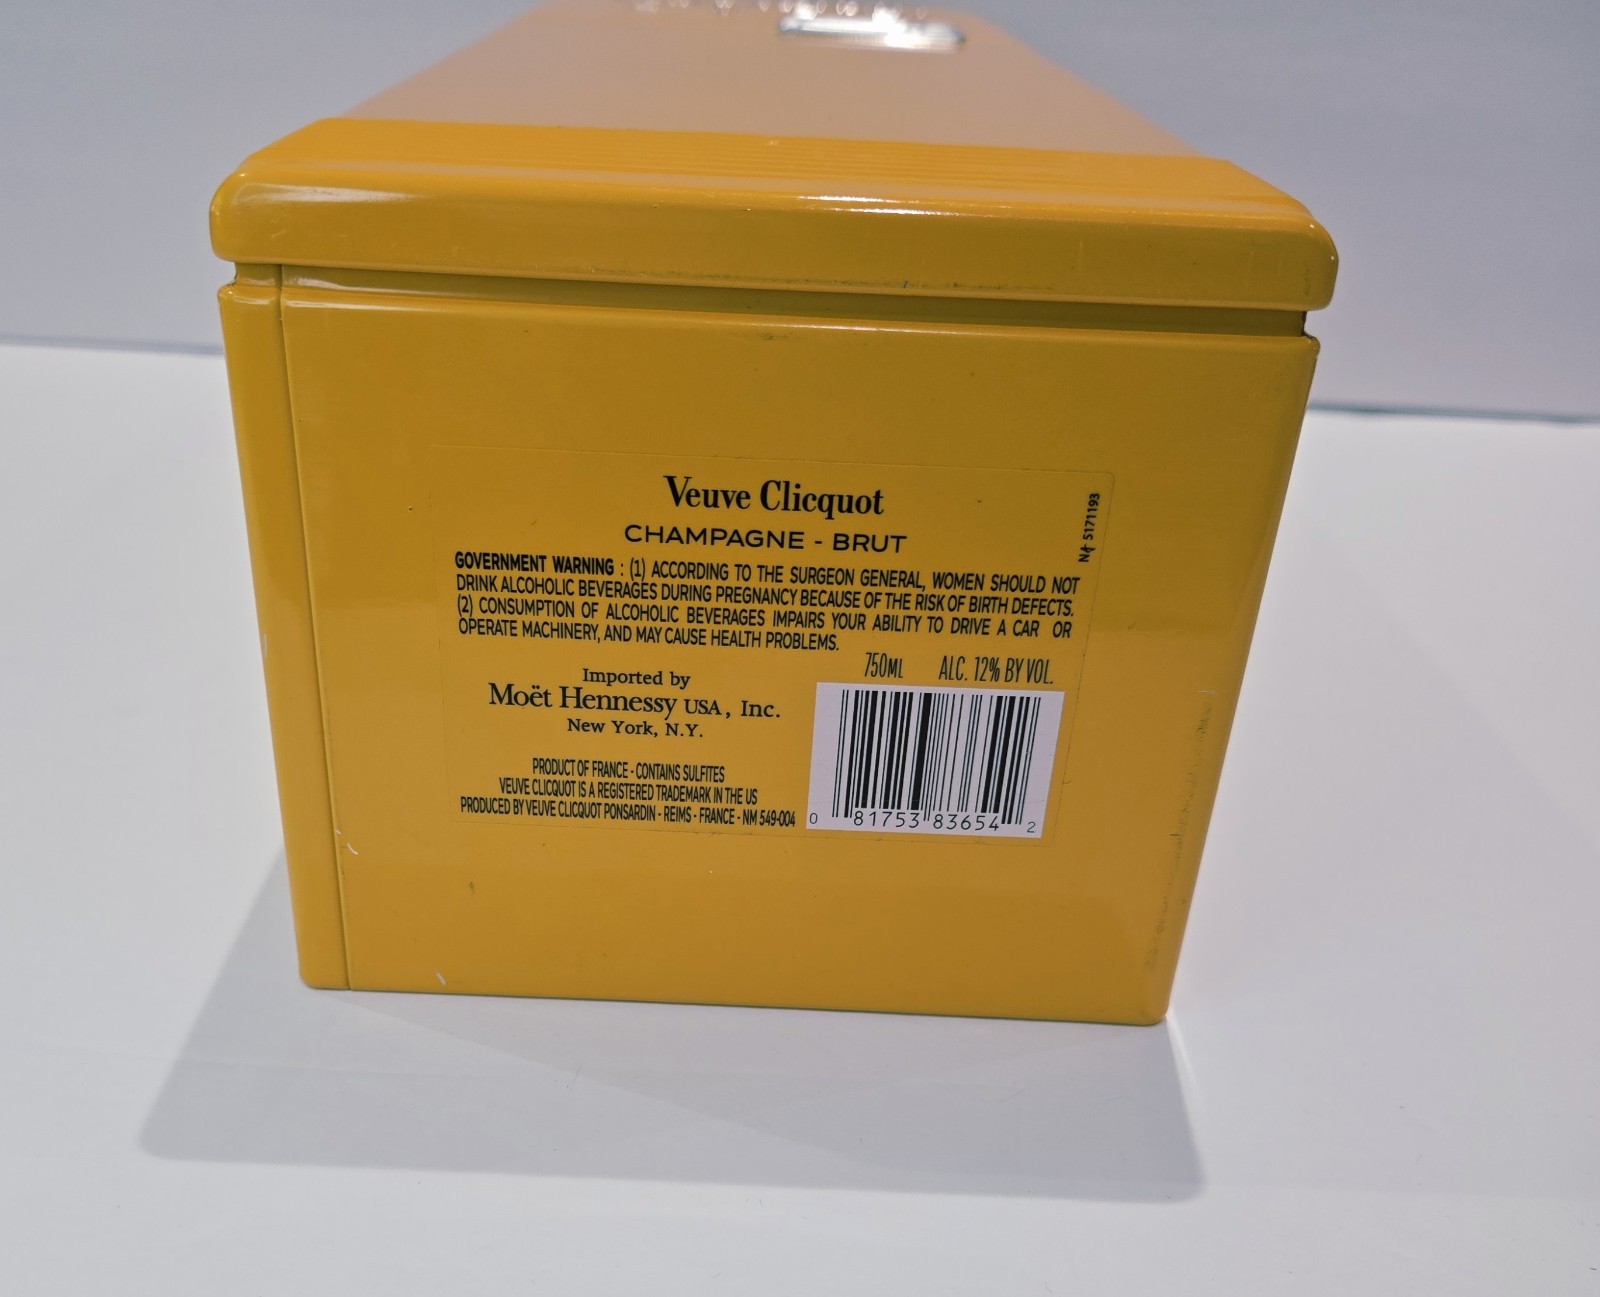 Veuve Clicquot
CHAMPAGNE - BRUT
NA S171193
GOVERNMENT WARNING : (1) ACCORDING TO THE SURGEON GENERAL, WOMEN SHOULD NOT
DRINK ALCOHOLIC BEVERAGES DURING PREGNANCY BECAUSE OF THE RISK OF BIRTH DEFECTS.
(2) CONSUMPTION OF ALCOHOLIC BEVERAGES IMPAIRS YOUR ABILITY TO DRIVE A CAR OR
OPERATE MACHINERY, AND MAY CAUSE HEALTH PROBLEMS.
750ML ALC. 12% BY VOL.
Imported by
Moët Hennessy USA, Inc.
New York, N.Y.
PRODUCT OF FRANCE - CONTAINS SULFITES
VEUVE CLICQUOT IS A REGISTERED TRADEMARK IN THE US
PRODUCED BY VEUVE CLICQUOT PONSARDIN - REIMS - FRANCE - NM 549-004
0 81753 83654 2